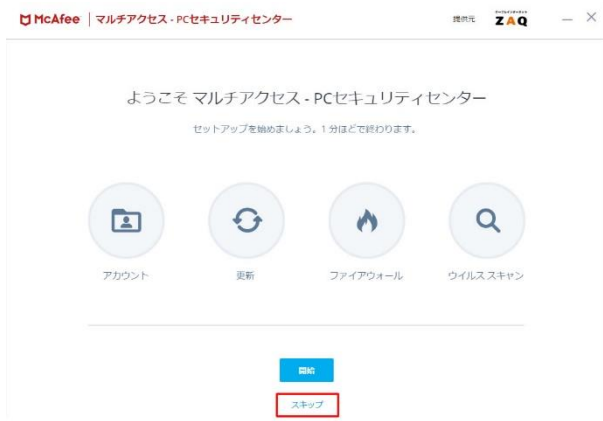 McAfee マルチアクセス - PCセキュリティセンター 提供元 ZAQ
ようこそ マルチアクセス - PCセキュリティセンター
セットアップを始めましょう。1 分ほどで終わります。
アカウント 更新 ファイアウォール ウイルス スキャン
開始
スキップ